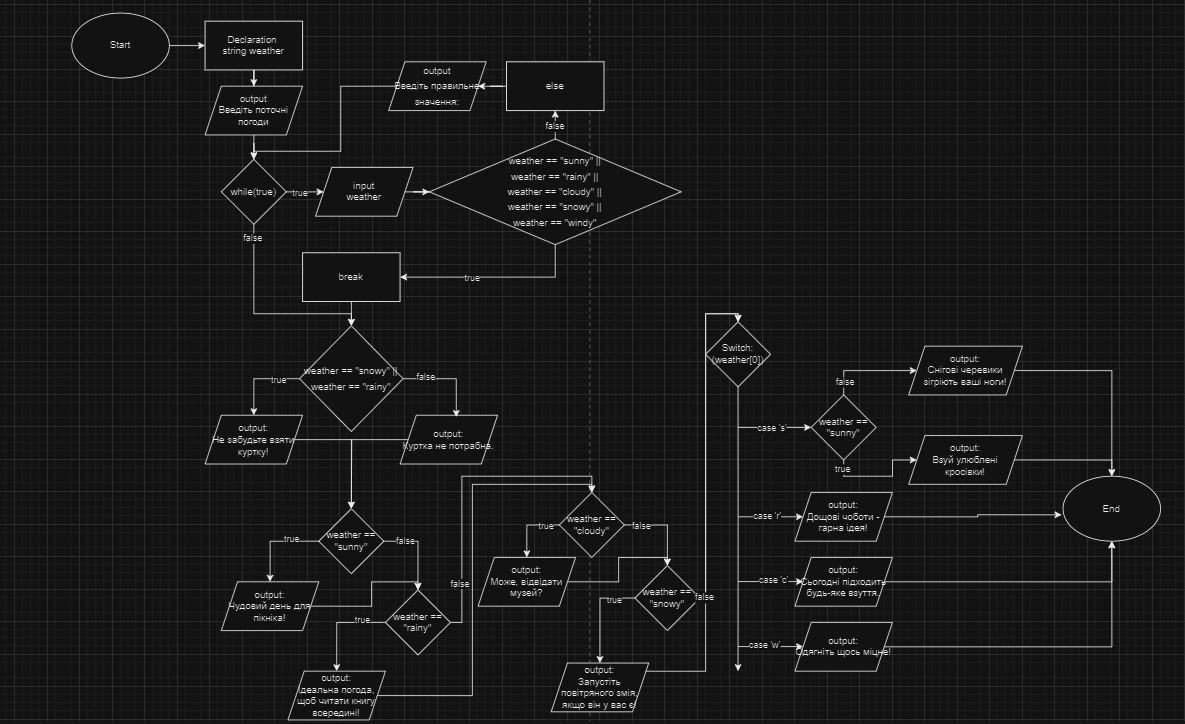 Start
Declaration
string weather
output
Введіть поточні
погоди
output
Введіть правильне
значення:
else
false
while(true)
true
input
weather
weather == "sunny" ||
weather == "rainy" ||
weather == "cloudy" ||
weather == "snowy" ||
weather == "windy"
false
break
true
weather == "snowy" ||
weather == "rainy"
true
false
output:
Не забудьте взяти
куртку!
output:
Куртка не потрабна.
weather ==
"sunny"
true
false
output:
Чудовий день для
пікніка!
weather ==
"rainy"
true
false
output:
Ідеальна погода,
щоб читати книгу
всередині!
weather ==
"cloudy"
true
false
output:
Може, відвідати
музей?
weather ==
"snowy"
true
false
output:
Запустіть
повітряного змія,
якщо він у вас є
Switch:
(weather[0])
case 's'
weather ==
"sunny"
false
true
output:
Снігові черевики
зігріють ваші ноги!
output:
Взуй улюблені
кросівки!
case 'r'
output:
Дощові чоботи -
гарна ідея!
case 'c'
output:
Сьогодні підходить
будь-яке взуття.
case 'w'
output:
Одягніть щось міцне!
End